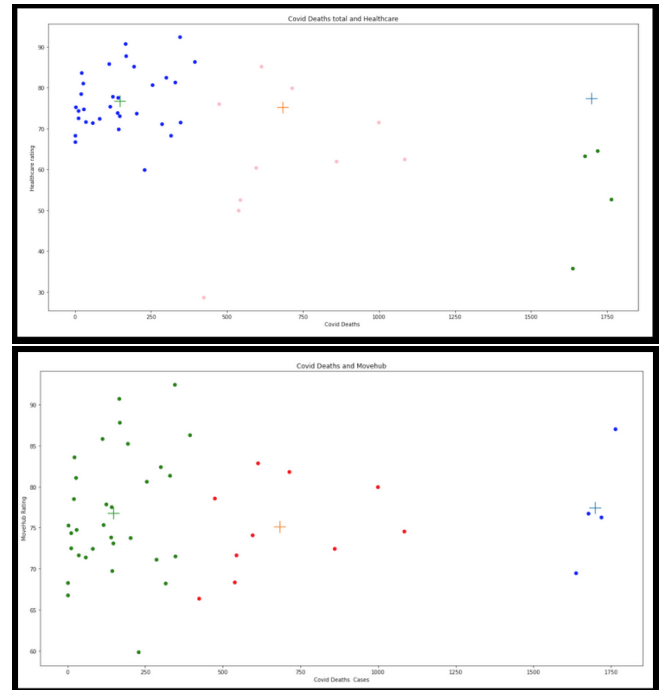 Covid Deaths total and Healthcare
90
80
70
60
50
40
30
Healthcare rating
0 250 500 750 1000 1250 1500 1750
Covid Deaths
Covid Deaths and Movehub
90
85
80
75
70
65
60
MoverHub Rating
0 250 500 750 1000 1250 1500 1750
Covid Deaths Cases